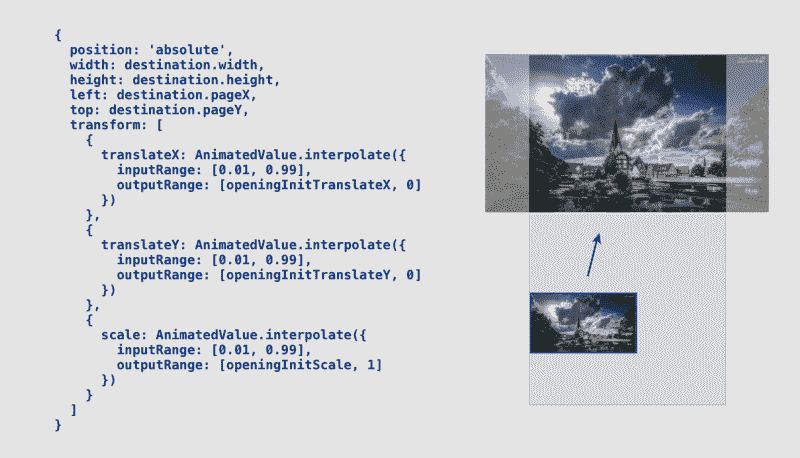 {
  position: 'absolute',
  width: destination.width,
  height: destination.height,
  left: destination.pageX,
  top: destination.pageY,
  transform: [
    {
      translateX: AnimatedValue.interpolate({
        inputRange: [0.01, 0.99],
        outputRange: [openingInitTranslateX, 0]
      })
    },
    {
      translateY: AnimatedValue.interpolate({
        inputRange: [0.01, 0.99],
        outputRange: [openingInitTranslateY, 0]
      })
    },
    {
      scale: AnimatedValue.interpolate({
        inputRange: [0.01, 0.99],
        outputRange: [openingInitScale, 1]
      })
    }
  ]
}